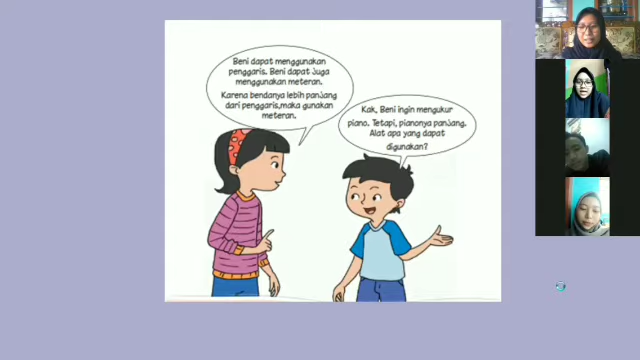 Beni dapat menggunakan
penggaris. Beni dapat juga
menggunakan meteran.
Karena bendanya lebih panjang
dari penggaris,maka gunakan
meteran.
Kak, Beni ingin mengukur
piano. Tetapi, pianonya panjang.
Alat apa yang dapat
digunakan?